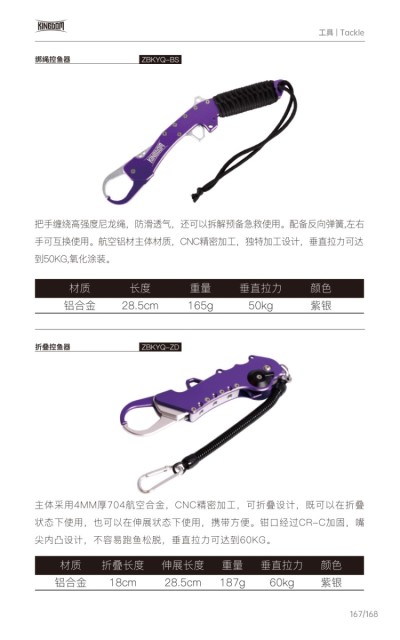 KINGDOM
工具 | Tackle
绑绳控鱼器 ZBKYQ-BS
KINGDOM
把手缠绕高强度尼龙绳，防滑透气，还可以拆解预备急救使用。配备反向弹簧,左右
手可互换使用。航空铝材主体材质，CNC精密加工，独特加工设计，垂直拉力可达
到50KG,氧化涂装。
材质 长度 重量 垂直拉力 颜色
铝合金 28.5cm 165g 50kg 紫银
折叠控鱼器 ZBKYQ-ZD
主体采用4MM厚704航空合金，CNC精密加工，可折叠设计，既可以在折叠
状态下使用，也可以在伸展状态下使用，携带方便。钳口经过CR-C加固，嘴
尖内凸设计，不容易跑鱼松脱，垂直拉力可达到60KG。
材质 折叠长度 伸展长度 重量 垂直拉力 颜色
铝合金 18cm 28.5cm 187g 60kg 紫银
167/168